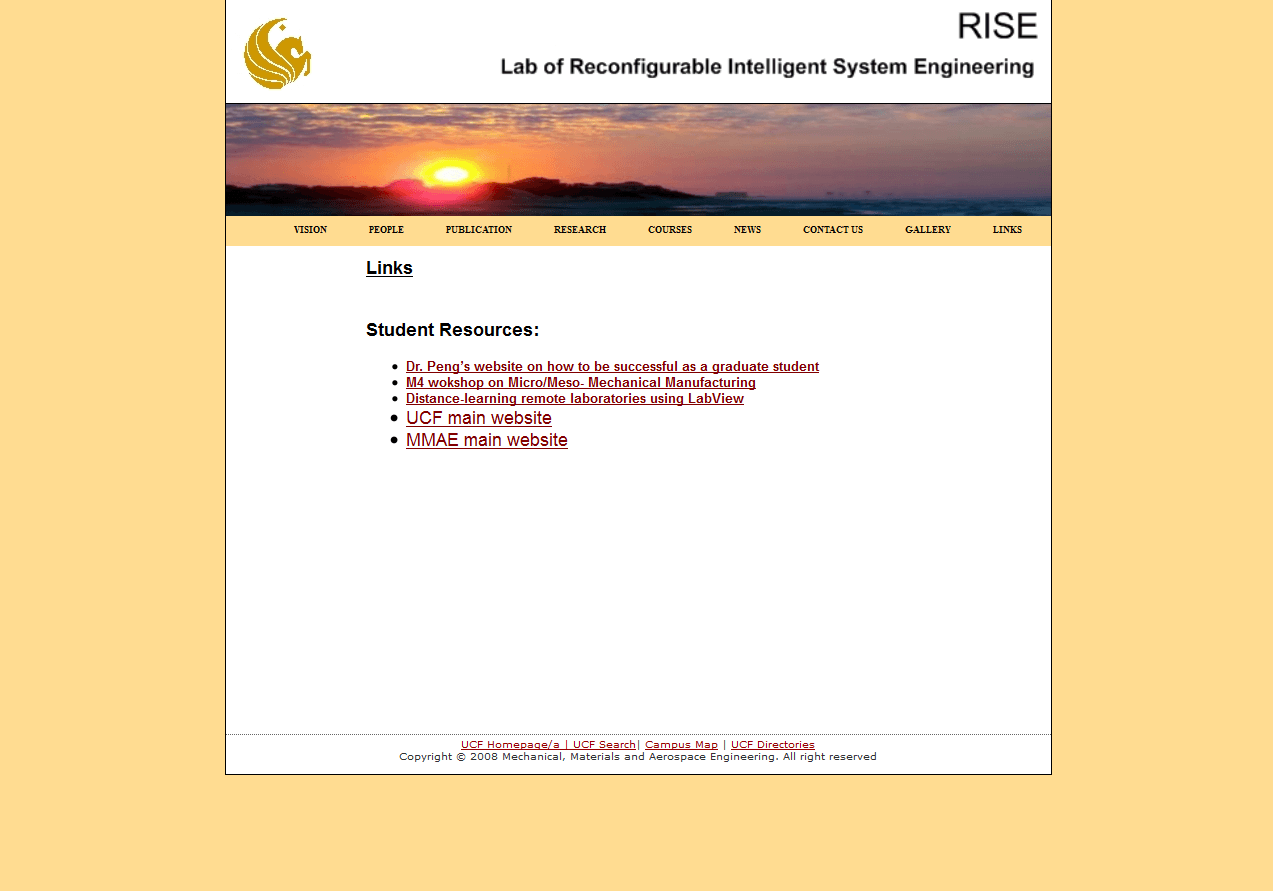 RISE
Lab of Reconfigurable Intelligent System Engineering
VISION PEOPLE PUBLICATION RESEARCH COURSES NEWS CONTACT US GALLERY LINKS
Links
Student Resources:
Dr. Peng's website on how to be successful as a graduate student
M4 wokshop on Micro/Meso- Mechanical Manufacturing
Distance-learning remote laboratories using LabView
UCF main website
MMAE main website
UCF Homepage/a | UCF Search| Campus Map | UCF Directories
Copyright © 2008 Mechanical, Materials and Aerospace Engineering. All right reserved